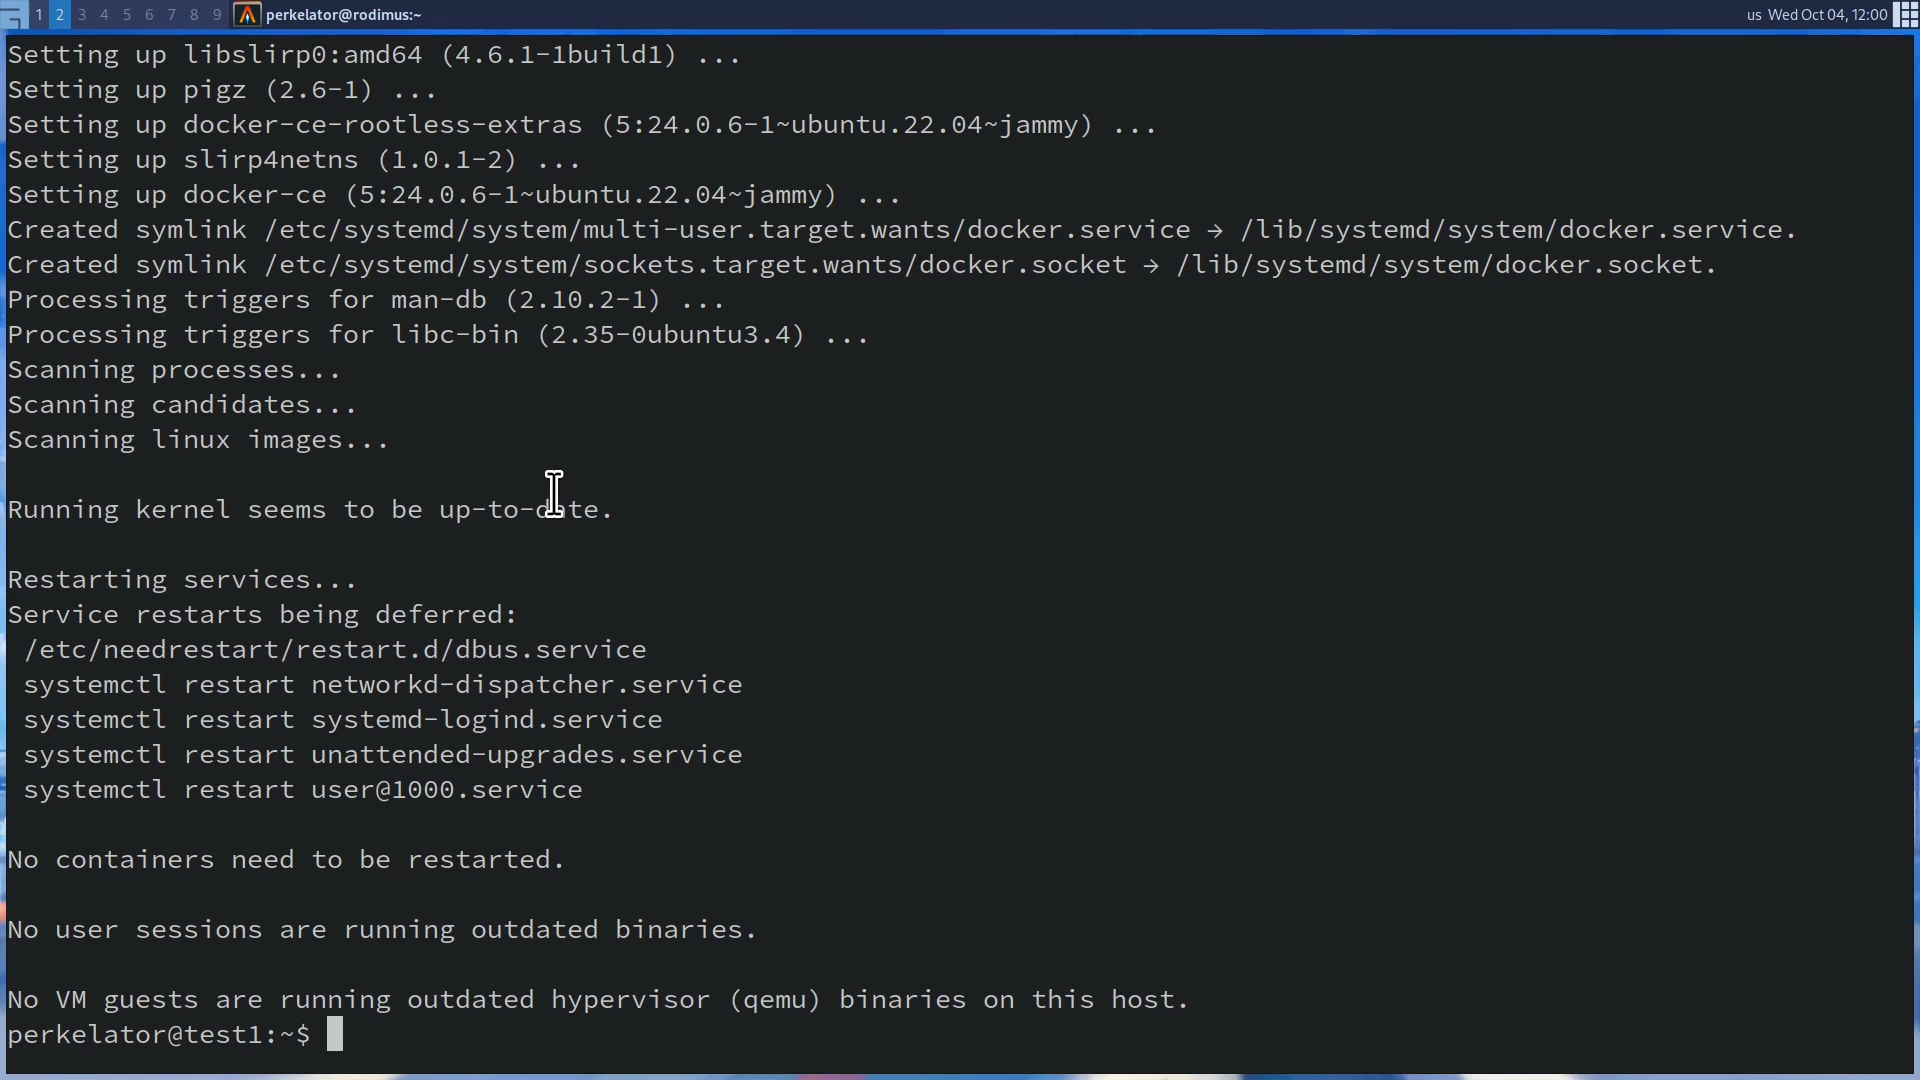 1 2 3 4 5 6 7 8 9 perkelator@rodimus:~ us Wed Oct 04, 12:00
Setting up libslirp0:amd64 (4.6.1-1build1) ...
Setting up pigz (2.6-1) ...
Setting up docker-ce-rootless-extras (5:24.0.6-1~ubuntu.22.04~jammy) ...
Setting up slirp4netns (1.0.1-2) ...
Setting up docker-ce (5:24.0.6-1~ubuntu.22.04~jammy) ...
Created symlink /etc/systemd/system/multi-user.target.wants/docker.service → /lib/systemd/system/docker.service.
Created symlink /etc/systemd/system/sockets.target.wants/docker.socket → /lib/systemd/system/docker.socket.
Processing triggers for man-db (2.10.2-1) ...
Processing triggers for libc-bin (2.35-0ubuntu3.4) ...
Scanning processes...
Scanning candidates...
Scanning linux images...
Running kernel seems to be up-to-date.
Restarting services...
Service restarts being deferred:
/etc/needrestart/restart.d/dbus.service
systemctl restart networkd-dispatcher.service
systemctl restart systemd-logind.service
systemctl restart unattended-upgrades.service
systemctl restart user@1000.service
No containers need to be restarted.
No user sessions are running outdated binaries.
No VM guests are running outdated hypervisor (qemu) binaries on this host.
perkelator@test1:~$